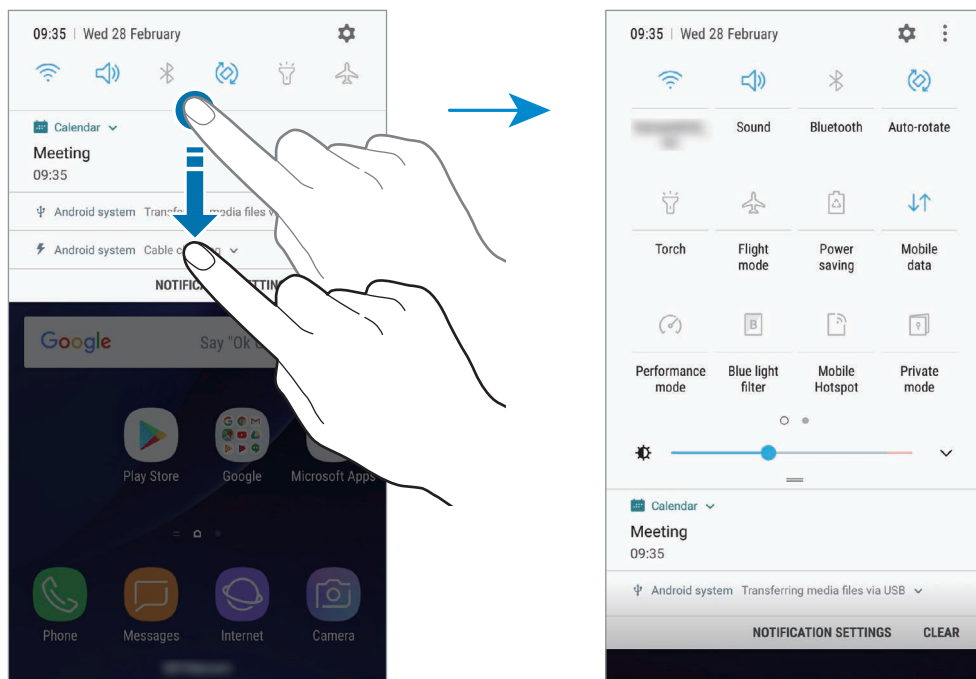 09:35 | Wed 28 February
Calendar
Meeting
09:35
Android system Transfe media files v
Android system Cable c g
NOTIFIC TTIN
Google Say "Ok G
Play Store Google Microsoft Apps
Phone Messages Internet Camera
09:35 | Wed 28 February
Sound Bluetooth Auto-rotate
Torch Flight mode Power saving Mobile data
B
Performance mode Blue light filter Mobile Hotspot Private mode
Calendar
Meeting
09:35
Android system Transferring media files via USB
NOTIFICATION SETTINGS CLEAR